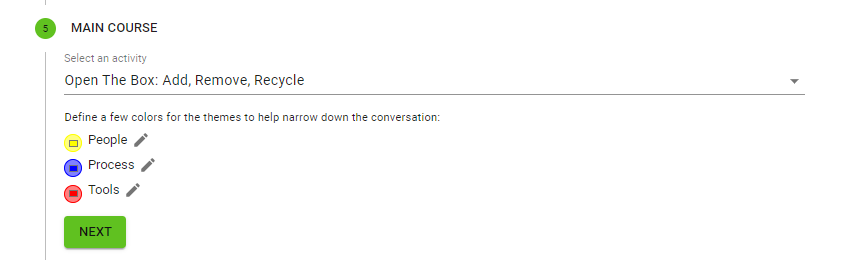 5 MAIN COURSE
Select an activity
Open The Box: Add, Remove, Recycle
Define a few colors for the themes to help narrow down the conversation:
People
Process
Tools
NEXT